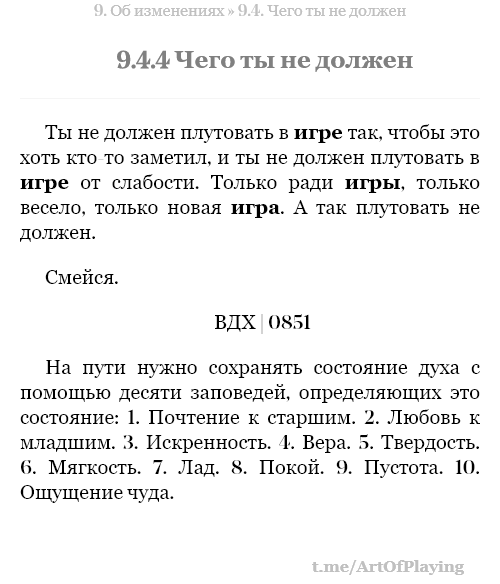 9. Об изменениях » 9.4. Чего ты не должен
9.4.4 Чего ты не должен
Ты не должен плутовать в игре так, чтобы это
хоть кто-то заметил, и ты не должен плутовать в
игре от слабости. Только ради игры, только
весело, только новая игра. А так плутовать не
должен.
Смейся.
ВДХ | 0851
На пути нужно сохранять состояние духа с
помощью десяти заповедей, определяющих это
состояние: 1. Почтение к старшим. 2. Любовь к
младшим. 3. Искренность. 4. Вера. 5. Твердость.
6. Мягкость. 7. Лад. 8. Покой. 9. Пустота. 10.
Ощущение чуда.
t.me/ArtOfPlaying